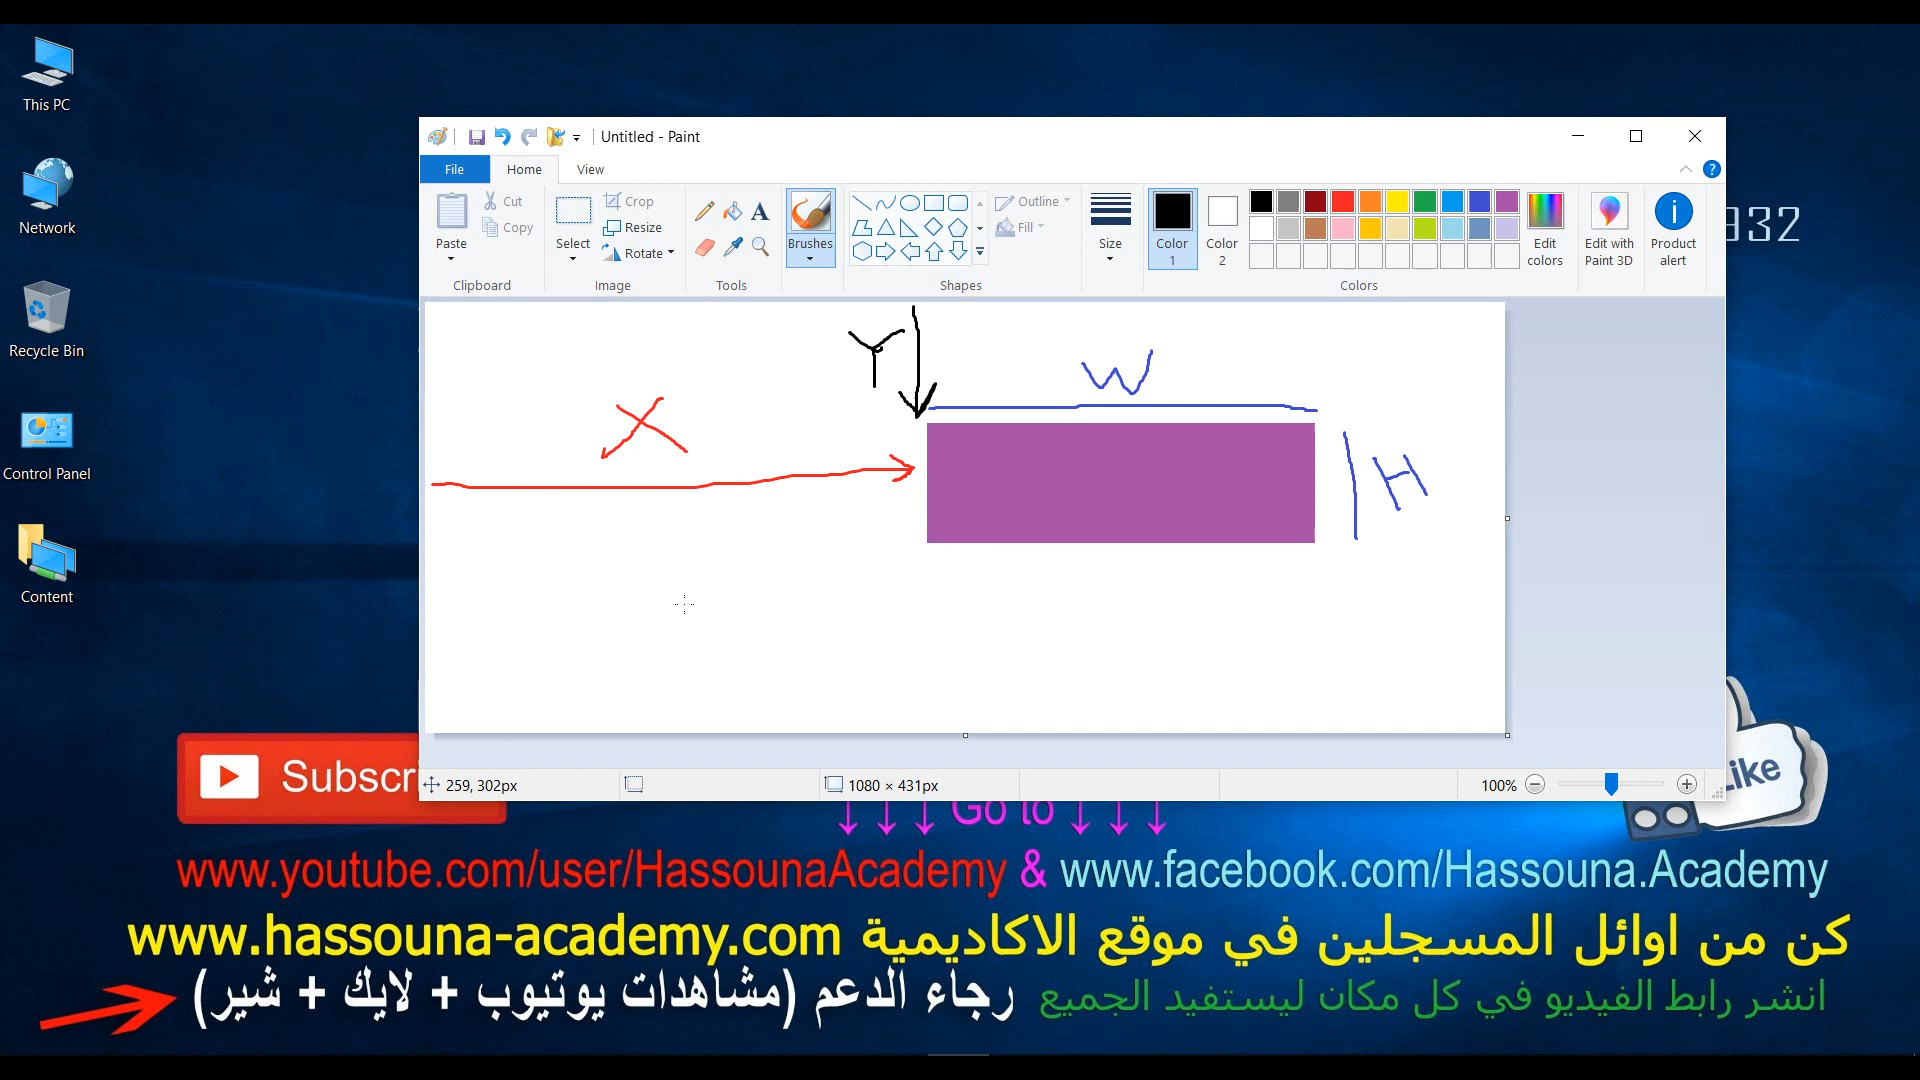 This PC
Network
Recycle Bin
Control Panel
Content
Untitled - Paint
File
Home
View
Paste
Cut
Copy
Clipboard
Select
Crop
Resize
Rotate
Image
Tools
Brushes
Shapes
Outline
Fill
Size
Color 1
Color 2
Colors
Edit colors
Edit with Paint 3D
Product alert
932
Y
W
X
H
259, 302px
1080 × 431px
100%
Subscri
Like
↓ ↓ ↓ Go to ↓ ↓ ↓
www.youtube.com/user/HassounaAcademy & www.facebook.com/Hassouna.Academy
كن من اوائل المسجلين في موقع الاكاديمية www.hassouna-academy.com
انشر رابط الفيديو في كل مكان ليستفيد الجميع رجاء الدعم (مشاهدات يوتيوب + لايك + شير)